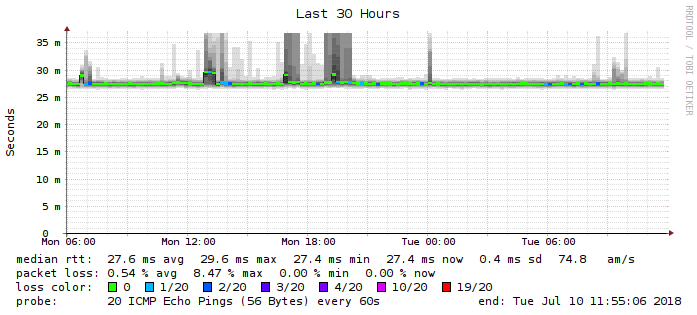 Last 30 Hours
RRDTOOL / TOBI OETIKER
Seconds
35 m
30 m
25 m
20 m
15 m
10 m
5 m
0
Mon 06:00 Mon 12:00 Mon 18:00 Tue 00:00 Tue 06:00
median rtt: 27.6 ms avg 29.6 ms max 27.4 ms min 27.4 ms now 0.4 ms sd 74.8 am/s
packet loss: 0.54 % avg 8.47 % max 0.00 % min 0.00 % now
loss color: 0 1/20 2/20 3/20 4/20 10/20 19/20
probe: 20 ICMP Echo Pings (56 Bytes) every 60s end: Tue Jul 10 11:55:06 2018